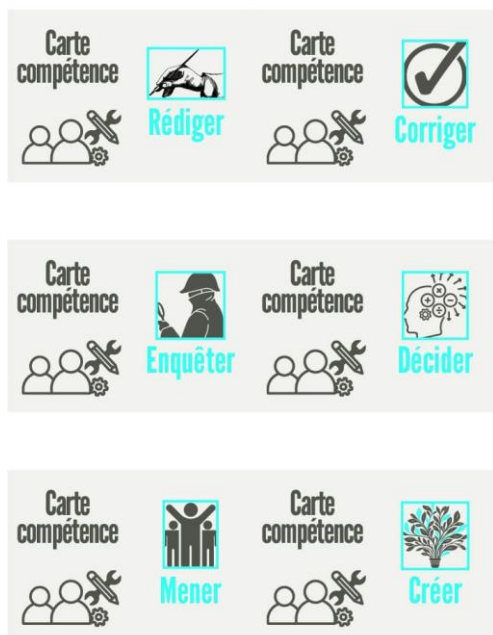 Carte
compétence
Rédiger
Carte
compétence
Corriger
Carte
compétence
Enquêter
Carte
compétence
Décider
Carte
compétence
Mener
Carte
compétence
Créer